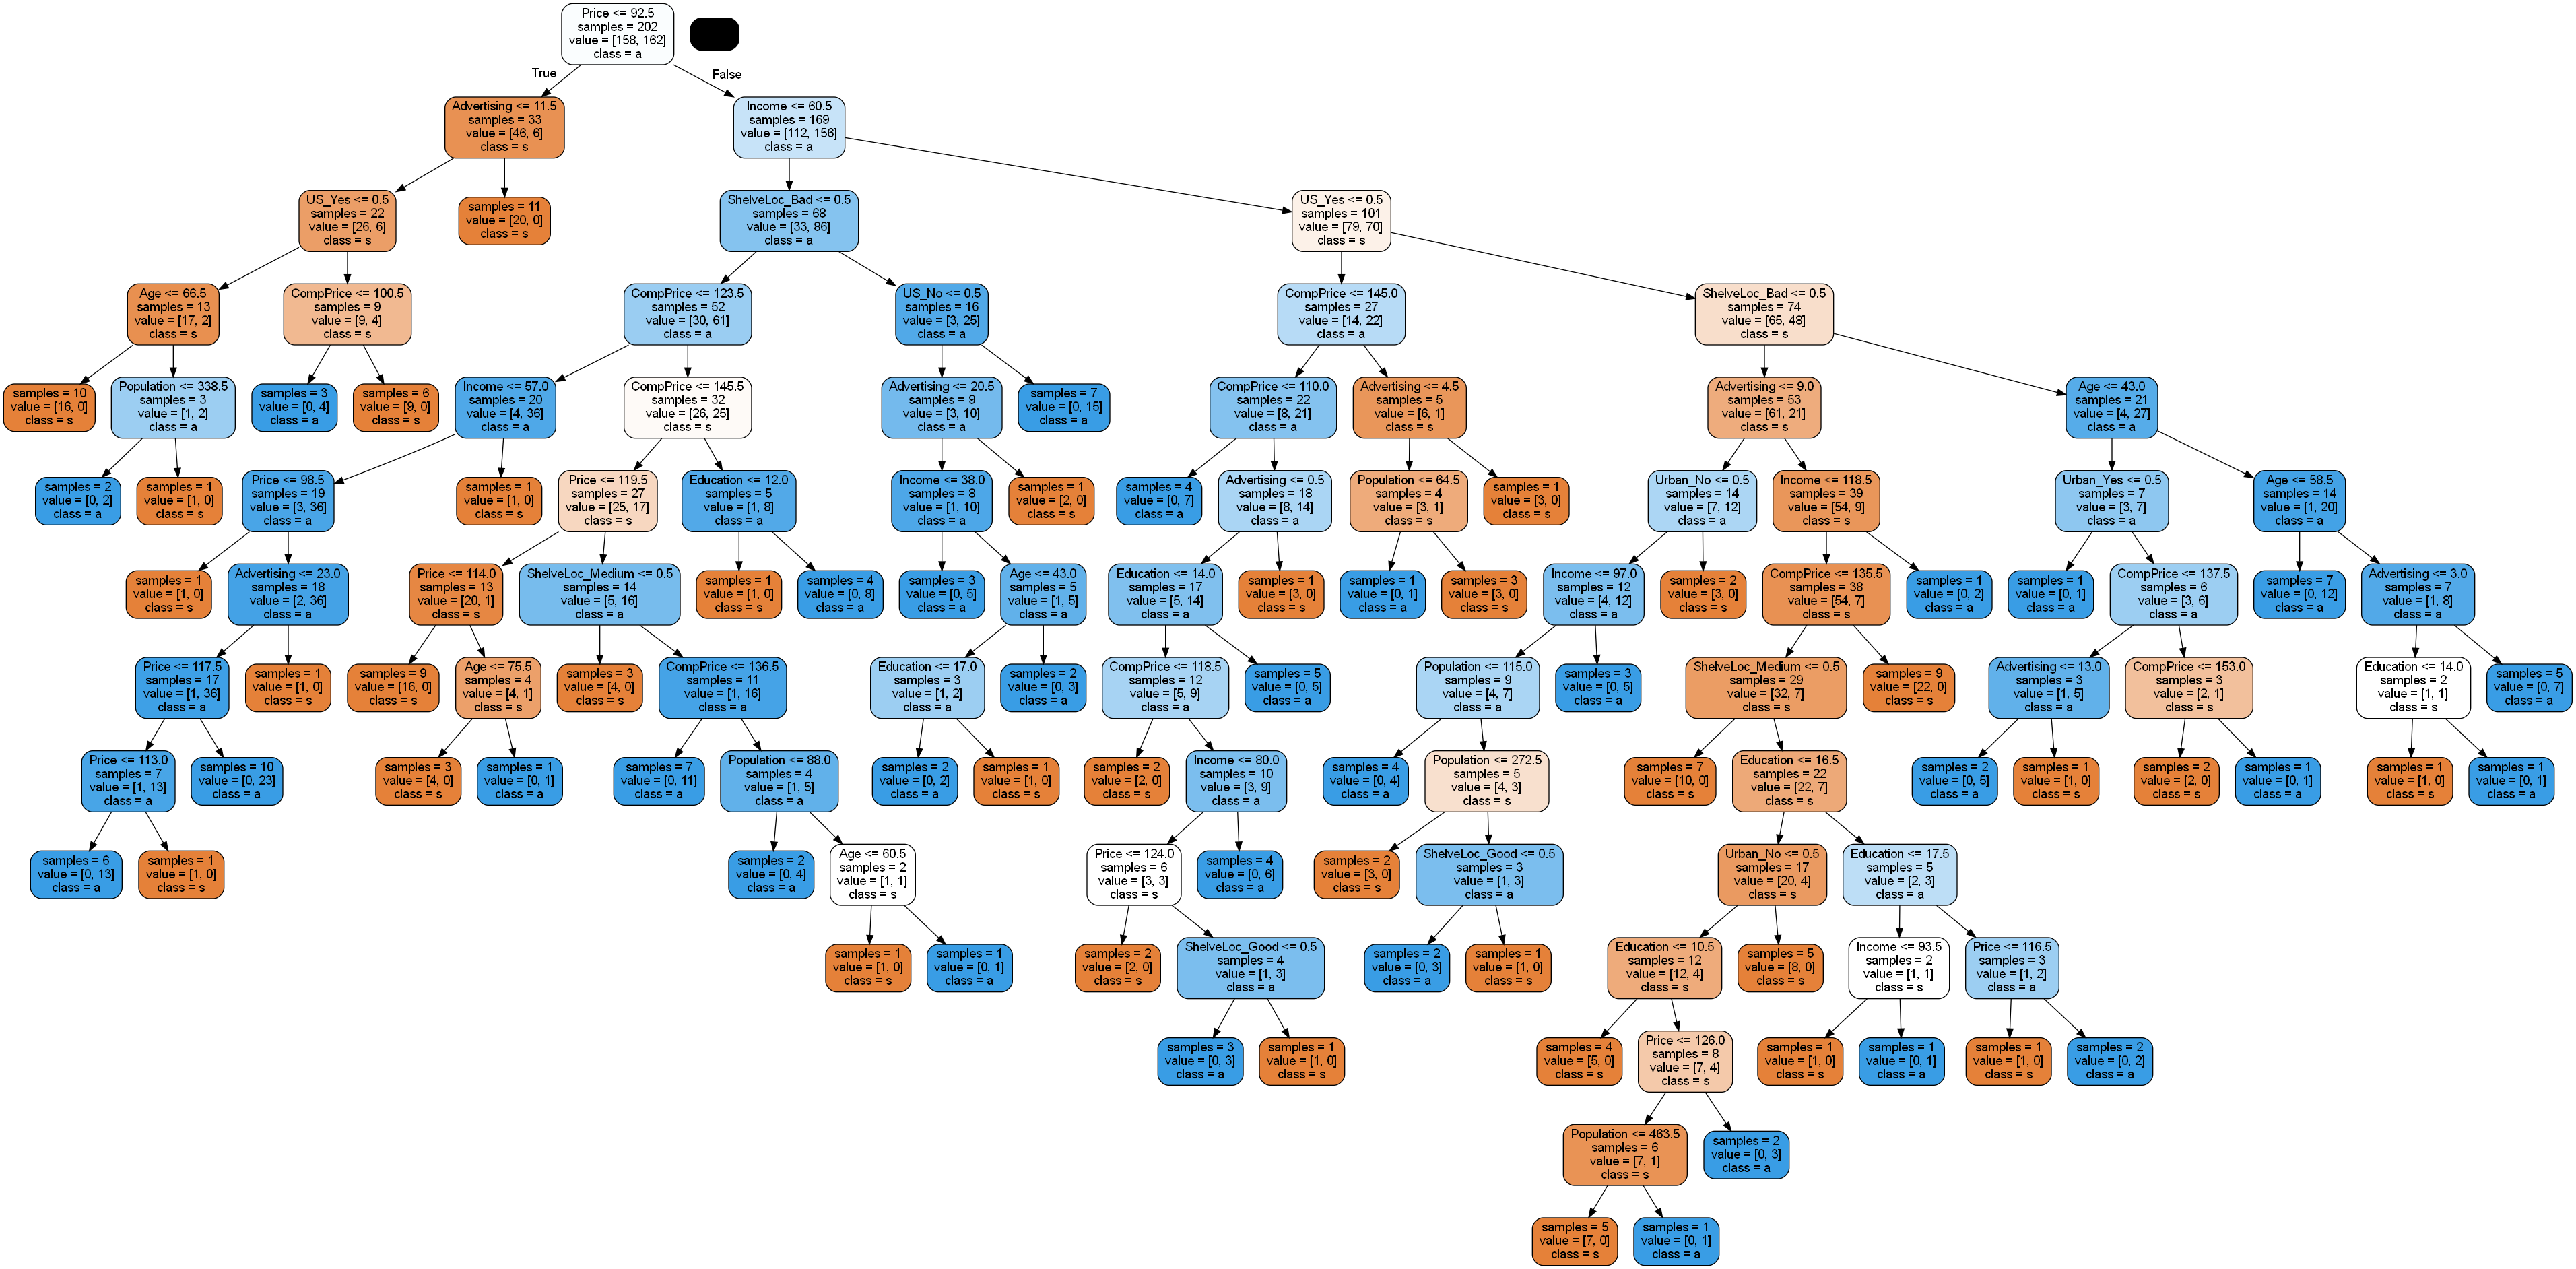 Price <= 92.5
samples = 202
value = [158, 162]
class = a
True
False
Advertising <= 11.5
samples = 33
value = [46, 6]
class = s
Income <= 60.5
samples = 169
value = [112, 156]
class = a
US_Yes <= 0.5
samples = 22
value = [26, 6]
class = s
samples = 11
value = [20, 0]
class = s
ShelveLoc_Bad <= 0.5
samples = 68
value = [33, 86]
class = a
US_Yes <= 0.5
samples = 101
value = [79, 70]
class = s
Age <= 66.5
samples = 13
value = [17, 2]
class = s
CompPrice <= 100.5
samples = 9
value = [9, 4]
class = s
CompPrice <= 123.5
samples = 52
value = [30, 61]
class = a
US_No <= 0.5
samples = 16
value = [3, 25]
class = a
CompPrice <= 145.0
samples = 27
value = [14, 22]
class = a
ShelveLoc_Bad <= 0.5
samples = 74
value = [65, 48]
class = s
samples = 10
value = [16, 0]
class = s
Population <= 338.5
samples = 3
value = [1, 2]
class = a
samples = 3
value = [0, 4]
class = a
samples = 6
value = [9, 0]
class = s
Income <= 57.0
samples = 20
value = [4, 36]
class = a
CompPrice <= 145.5
samples = 32
value = [26, 25]
class = s
Advertising <= 20.5
samples = 9
value = [3, 10]
class = a
samples = 7
value = [0, 15]
class = a
CompPrice <= 110.0
samples = 22
value = [8, 21]
class = a
Advertising <= 4.5
samples = 5
value = [6, 1]
class = s
Advertising <= 9.0
samples = 53
value = [61, 21]
class = s
Age <= 43.0
samples = 21
value = [4, 27]
class = a
samples = 2
value = [0, 2]
class = a
samples = 1
value = [1, 0]
class = s
Price <= 98.5
samples = 19
value = [3, 36]
class = a
samples = 1
value = [1, 0]
class = s
Price <= 119.5
samples = 27
value = [25, 17]
class = s
Education <= 12.0
samples = 5
value = [1, 8]
class = a
Income <= 38.0
samples = 8
value = [1, 10]
class = a
samples = 1
value = [2, 0]
class = s
samples = 4
value = [0, 7]
class = a
Advertising <= 0.5
samples = 18
value = [8, 14]
class = a
Population <= 64.5
samples = 4
value = [3, 1]
class = s
samples = 1
value = [3, 0]
class = s
Urban_No <= 0.5
samples = 14
value = [7, 12]
class = a
Income <= 118.5
samples = 39
value = [54, 9]
class = s
Urban_Yes <= 0.5
samples = 7
value = [3, 7]
class = a
Age <= 58.5
samples = 14
value = [1, 20]
class = a
samples = 1
value = [1, 0]
class = s
Advertising <= 23.0
samples = 18
value = [2, 36]
class = a
Price <= 114.0
samples = 13
value = [20, 1]
class = s
ShelveLoc_Medium <= 0.5
samples = 14
value = [5, 16]
class = a
samples = 1
value = [1, 0]
class = s
samples = 4
value = [0, 8]
class = a
samples = 3
value = [0, 5]
class = a
Age <= 43.0
samples = 5
value = [1, 5]
class = a
Education <= 14.0
samples = 17
value = [5, 14]
class = a
samples = 1
value = [3, 0]
class = s
samples = 1
value = [0, 1]
class = a
samples = 3
value = [3, 0]
class = s
Income <= 97.0
samples = 12
value = [4, 12]
class = a
samples = 2
value = [3, 0]
class = s
CompPrice <= 135.5
samples = 38
value = [54, 7]
class = s
samples = 1
value = [0, 2]
class = a
samples = 1
value = [0, 1]
class = a
CompPrice <= 137.5
samples = 6
value = [3, 6]
class = a
samples = 7
value = [0, 12]
class = a
Advertising <= 3.0
samples = 7
value = [1, 8]
class = a
Price <= 117.5
samples = 17
value = [1, 36]
class = a
samples = 1
value = [1, 0]
class = s
samples = 9
value = [16, 0]
class = s
Age <= 75.5
samples = 4
value = [4, 1]
class = s
samples = 3
value = [4, 0]
class = s
CompPrice <= 136.5
samples = 11
value = [1, 16]
class = a
Education <= 17.0
samples = 3
value = [1, 2]
class = a
samples = 2
value = [0, 3]
class = a
CompPrice <= 118.5
samples = 12
value = [5, 9]
class = a
samples = 5
value = [0, 5]
class = a
Population <= 115.0
samples = 9
value = [4, 7]
class = a
samples = 3
value = [0, 5]
class = a
ShelveLoc_Medium <= 0.5
samples = 29
value = [32, 7]
class = s
samples = 9
value = [22, 0]
class = s
Advertising <= 13.0
samples = 3
value = [1, 5]
class = a
CompPrice <= 153.0
samples = 3
value = [2, 1]
class = s
Education <= 14.0
samples = 2
value = [1, 1]
class = s
samples = 5
value = [0, 7]
class = a
Price <= 113.0
samples = 7
value = [1, 13]
class = a
samples = 10
value = [0, 23]
class = a
samples = 3
value = [4, 0]
class = s
samples = 1
value = [0, 1]
class = a
samples = 7
value = [0, 11]
class = a
Population <= 88.0
samples = 4
value = [1, 5]
class = a
samples = 2
value = [0, 2]
class = a
samples = 1
value = [1, 0]
class = s
samples = 2
value = [2, 0]
class = s
Income <= 80.0
samples = 10
value = [3, 9]
class = a
samples = 4
value = [0, 4]
class = a
Population <= 272.5
samples = 5
value = [4, 3]
class = s
samples = 7
value = [10, 0]
class = s
Education <= 16.5
samples = 22
value = [22, 7]
class = s
samples = 2
value = [0, 5]
class = a
samples = 1
value = [1, 0]
class = s
samples = 2
value = [2, 0]
class = s
samples = 1
value = [0, 1]
class = a
samples = 1
value = [1, 0]
class = s
samples = 1
value = [0, 1]
class = a
samples = 6
value = [0, 13]
class = a
samples = 1
value = [1, 0]
class = s
samples = 2
value = [0, 4]
class = a
Age <= 60.5
samples = 2
value = [1, 1]
class = s
Price <= 124.0
samples = 6
value = [3, 3]
class = s
samples = 4
value = [0, 6]
class = a
samples = 2
value = [3, 0]
class = s
ShelveLoc_Good <= 0.5
samples = 3
value = [1, 3]
class = a
Urban_No <= 0.5
samples = 17
value = [20, 4]
class = s
Education <= 17.5
samples = 5
value = [2, 3]
class = a
samples = 1
value = [1, 0]
class = s
samples = 1
value = [0, 1]
class = a
samples = 2
value = [2, 0]
class = s
ShelveLoc_Good <= 0.5
samples = 4
value = [1, 3]
class = a
samples = 2
value = [0, 3]
class = a
samples = 1
value = [1, 0]
class = s
Education <= 10.5
samples = 12
value = [12, 4]
class = s
samples = 5
value = [8, 0]
class = s
Income <= 93.5
samples = 2
value = [1, 1]
class = s
Price <= 116.5
samples = 3
value = [1, 2]
class = a
samples = 3
value = [0, 3]
class = a
samples = 1
value = [1, 0]
class = s
samples = 4
value = [5, 0]
class = s
Price <= 126.0
samples = 8
value = [7, 4]
class = s
samples = 1
value = [1, 0]
class = s
samples = 1
value = [0, 1]
class = a
samples = 1
value = [1, 0]
class = s
samples = 2
value = [0, 2]
class = a
Population <= 463.5
samples = 6
value = [7, 1]
class = s
samples = 2
value = [0, 3]
class = a
samples = 5
value = [7, 0]
class = s
samples = 1
value = [0, 1]
class = a